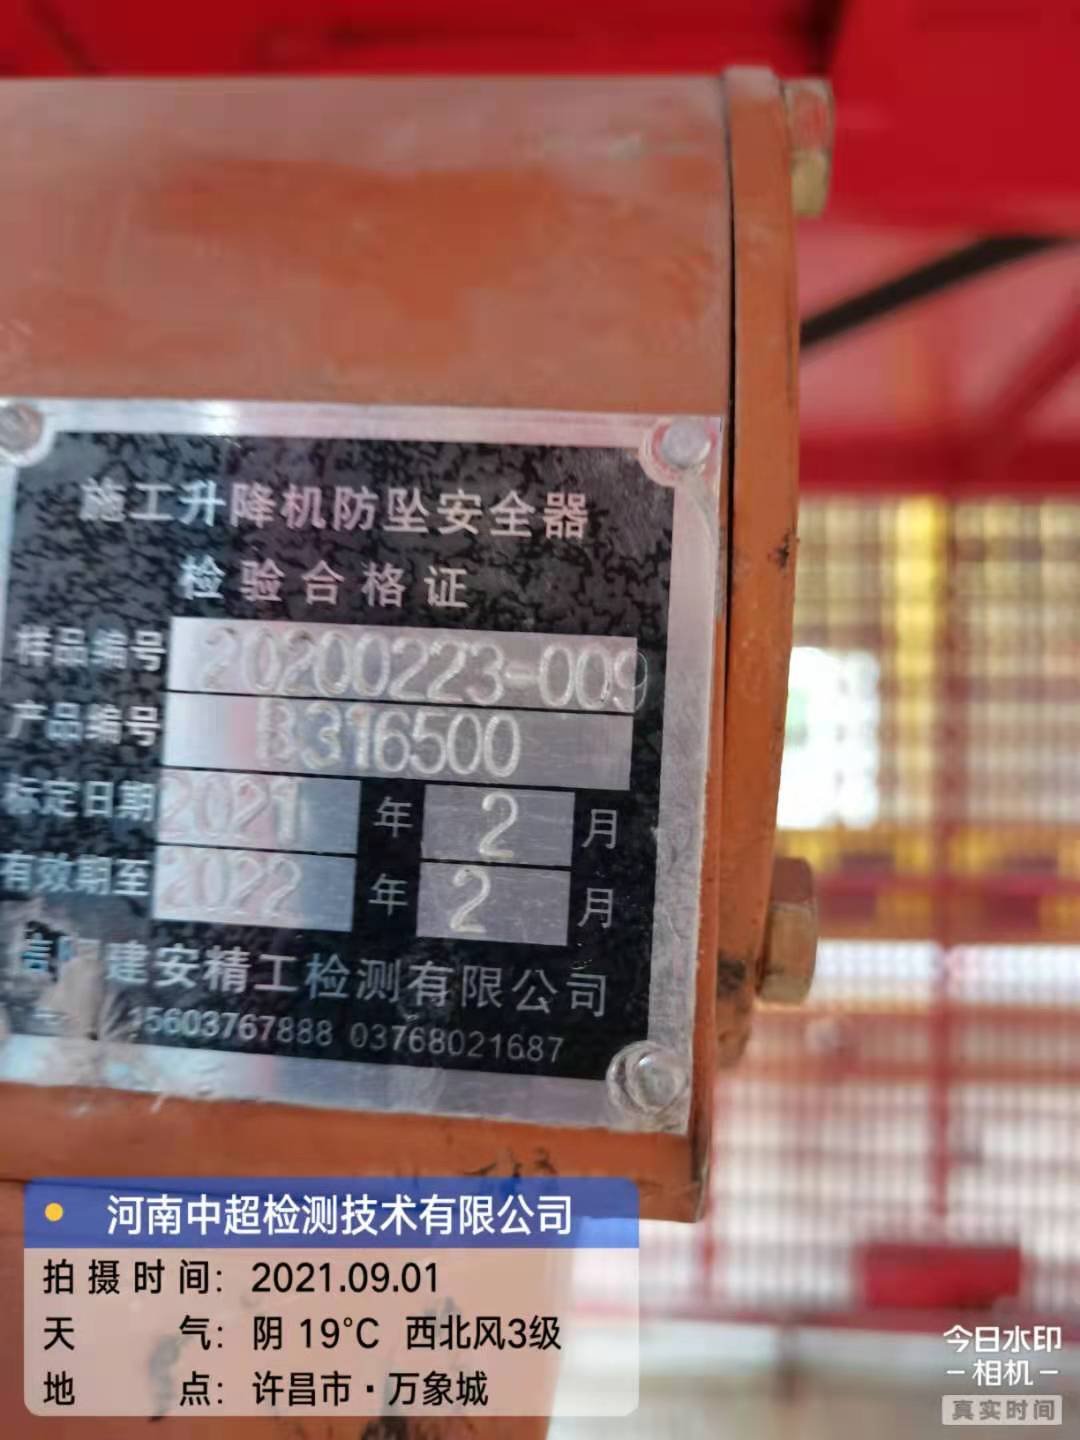 施工升降机防坠安全器
检验合格证
样品编号 20200223-009
产品编号 B316500
标定日期 2021 年 2 月
有效期至 2022 年 2 月
信阳建安精工检测有限公司
15603767888 03768021687
河南中超检测技术有限公司
拍摄时间: 2021.09.01
天气: 阴 19°C 西北风3级
地点: 许昌市·万象城
今日水印
-相机-
真实时间